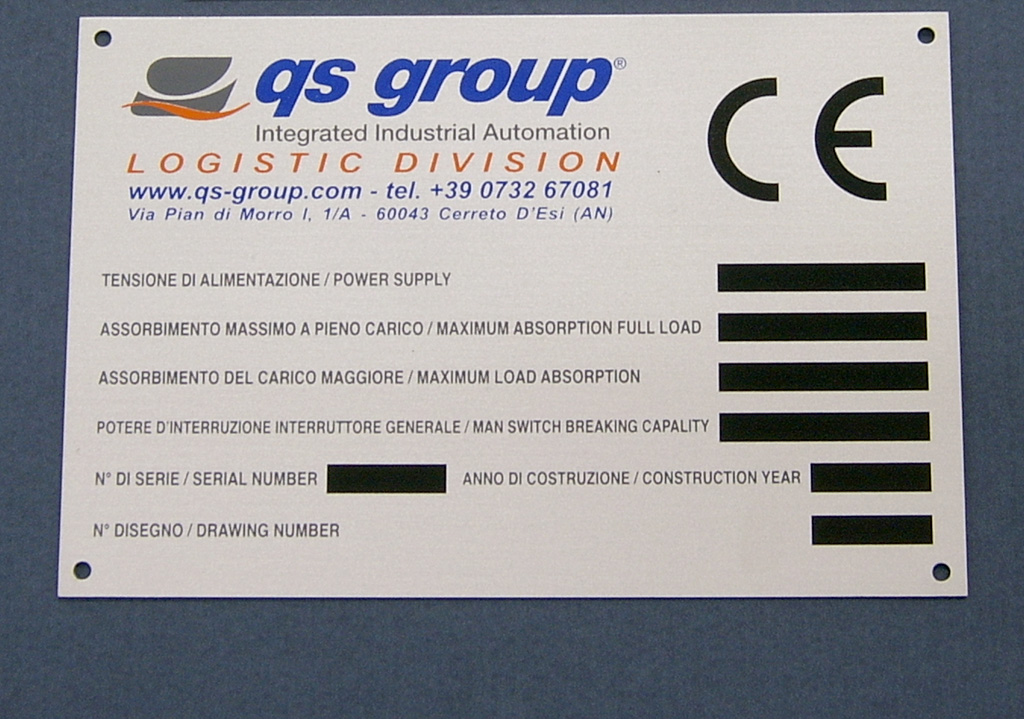 qs group®
Integrated Industrial Automation
LOGISTIC DIVISION
www.qs-group.com - tel. +39 0732 67081
Via Pian di Morro I, 1/A - 60043 Cerreto D'Esi (AN)
CE
TENSIONE DI ALIMENTAZIONE / POWER SUPPLY
ASSORBIMENTO MASSIMO A PIENO CARICO / MAXIMUM ABSORPTION FULL LOAD
ASSORBIMENTO DEL CARICO MAGGIORE / MAXIMUM LOAD ABSORPTION
POTERE D'INTERRUZIONE INTERRUTTORE GENERALE / MAN SWITCH BREAKING CAPALITY
N° DI SERIE / SERIAL NUMBER ANNO DI COSTRUZIONE / CONSTRUCTION YEAR
N° DISEGNO / DRAWING NUMBER